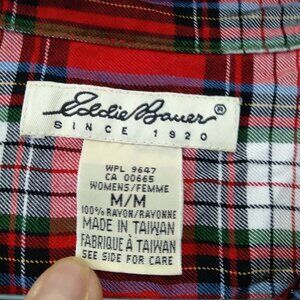 Eddie Bauer ®
SINCE 1920
WPL 9647
CA 00665
WOMENS/FEMME
M/M
100% RAYON/RAYONNE
MADE IN TAIWAN
FABRIQUÉ À TAIWAN
SEE SIDE FOR CARE